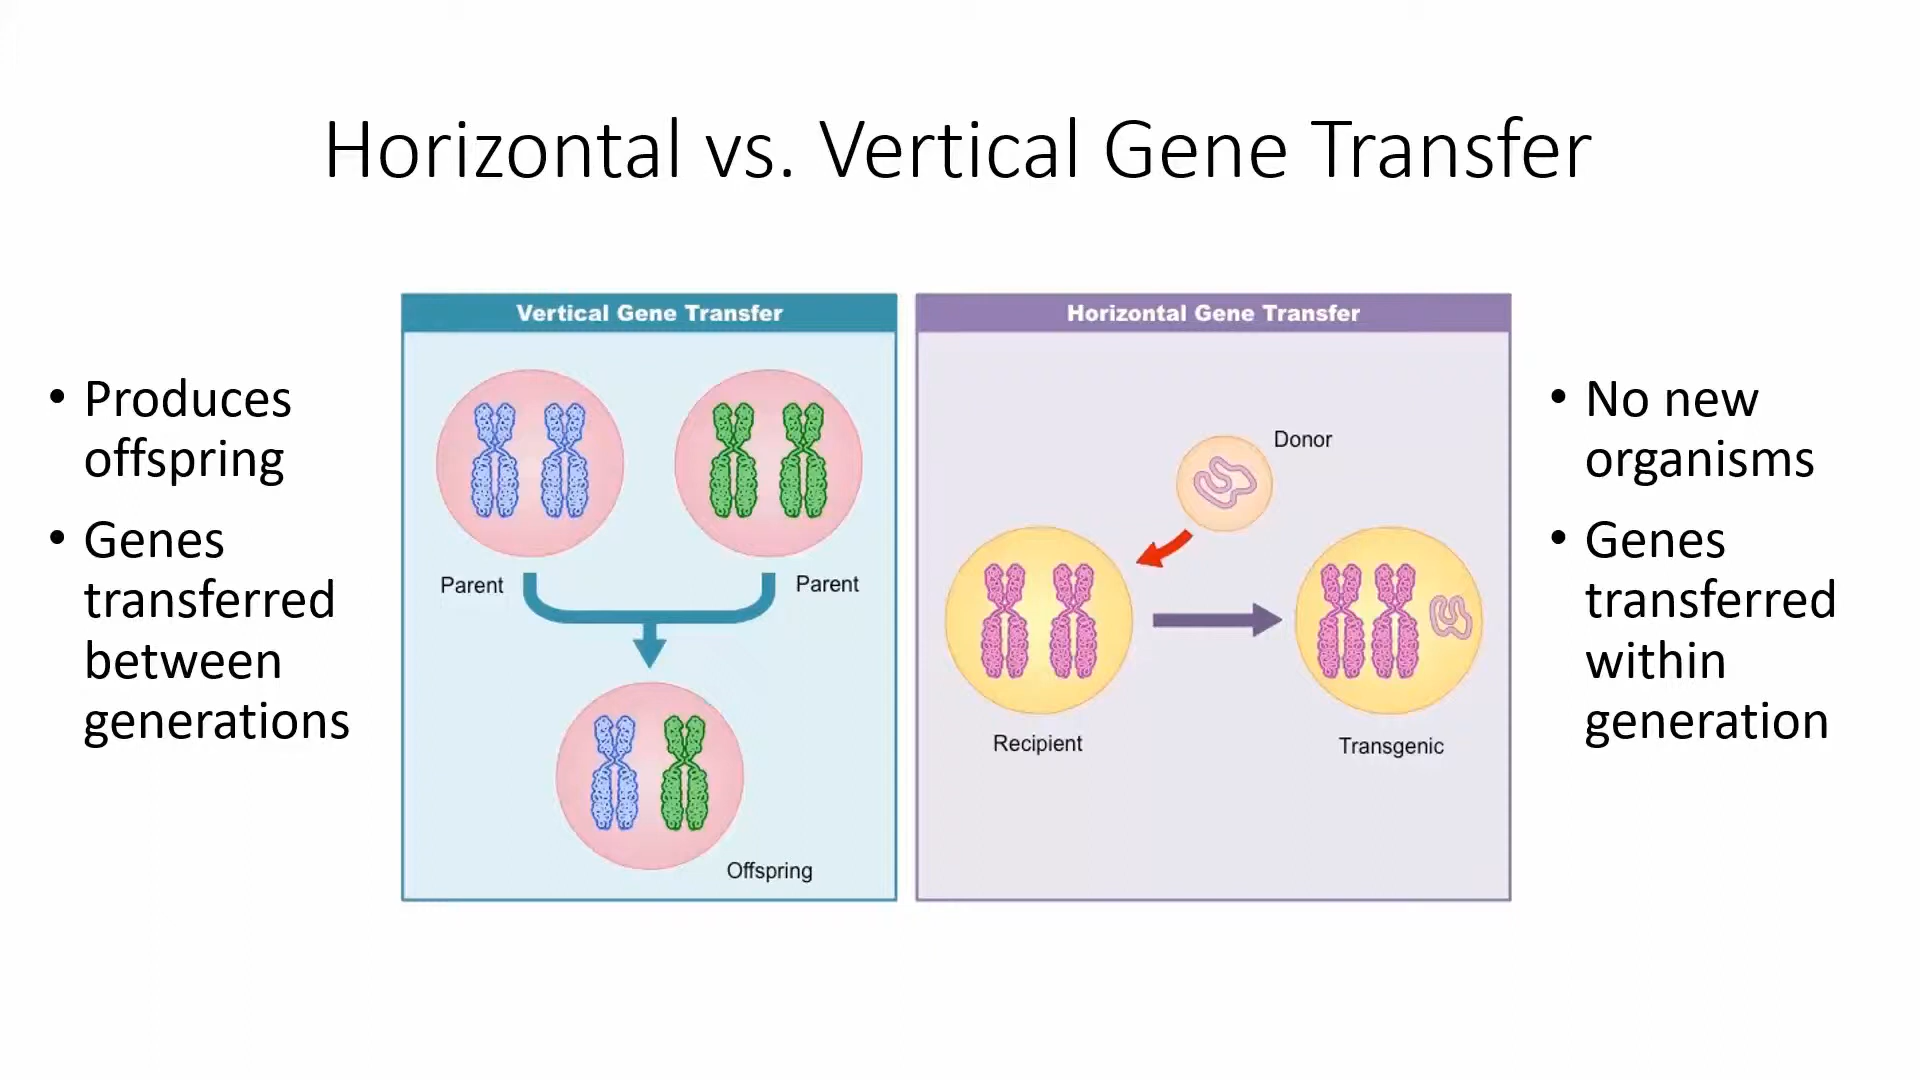 Horizontal vs. Vertical Gene Transfer
• Produces
offspring
• Genes
transferred
between
generations
Vertical Gene Transfer
Parent
Parent
Offspring
Horizontal Gene Transfer
Donor
Recipient
Transgenic
• No new
organisms
• Genes
transferred
within
generation